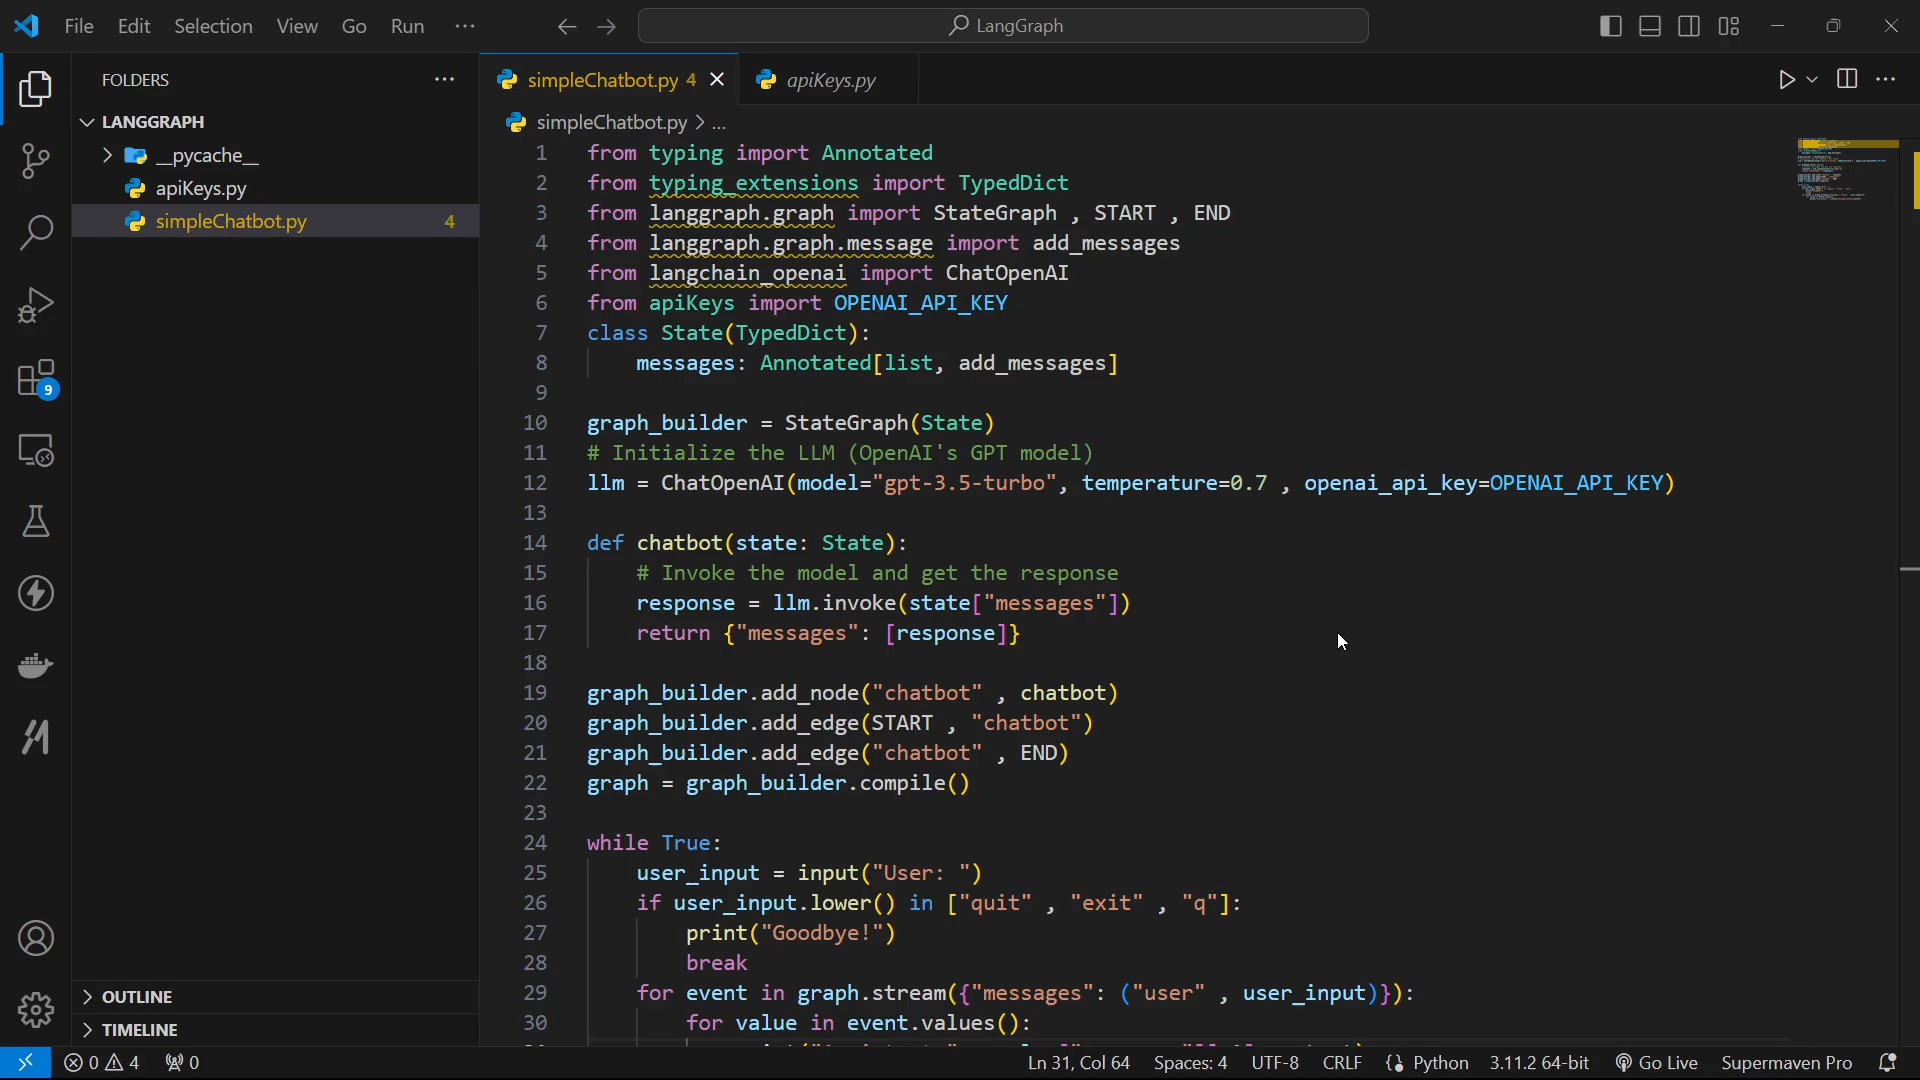 File Edit Selection View Go Run ···
LangGraph
FOLDERS ···
LANGGRAPH
__pycache__
apiKeys.py
simpleChatbot.py 4
9
OUTLINE
TIMELINE
simpleChatbot.py 4
apiKeys.py
simpleChatbot.py > ...
1 from typing import Annotated
2 from typing_extensions import TypedDict
3 from langgraph.graph import StateGraph , START , END
4 from langgraph.graph.message import add_messages
5 from langchain_openai import ChatOpenAI
6 from apiKeys import OPENAI_API_KEY
7 class State(TypedDict):
8 messages: Annotated[list, add_messages]
9
10 graph_builder = StateGraph(State)
11 # Initialize the LLM (OpenAI's GPT model)
12 llm = ChatOpenAI(model="gpt-3.5-turbo", temperature=0.7 , openai_api_key=OPENAI_API_KEY)
13
14 def chatbot(state: State):
15 # Invoke the model and get the response
16 response = llm.invoke(state["messages"])
17 return {"messages": [response]}
18
19 graph_builder.add_node("chatbot" , chatbot)
20 graph_builder.add_edge(START , "chatbot")
21 graph_builder.add_edge("chatbot" , END)
22 graph = graph_builder.compile()
23
24 while True:
25 user_input = input("User: ")
26 if user_input.lower() in ["quit" , "exit" , "q"]:
27 print("Goodbye!")
28 break
29 for event in graph.stream({"messages": ("user" , user_input)}):
30 for value in event.values():
0 4 0
Ln 31, Col 64 Spaces: 4 UTF-8 CRLF Python 3.11.2 64-bit Go Live Supermaven Pro